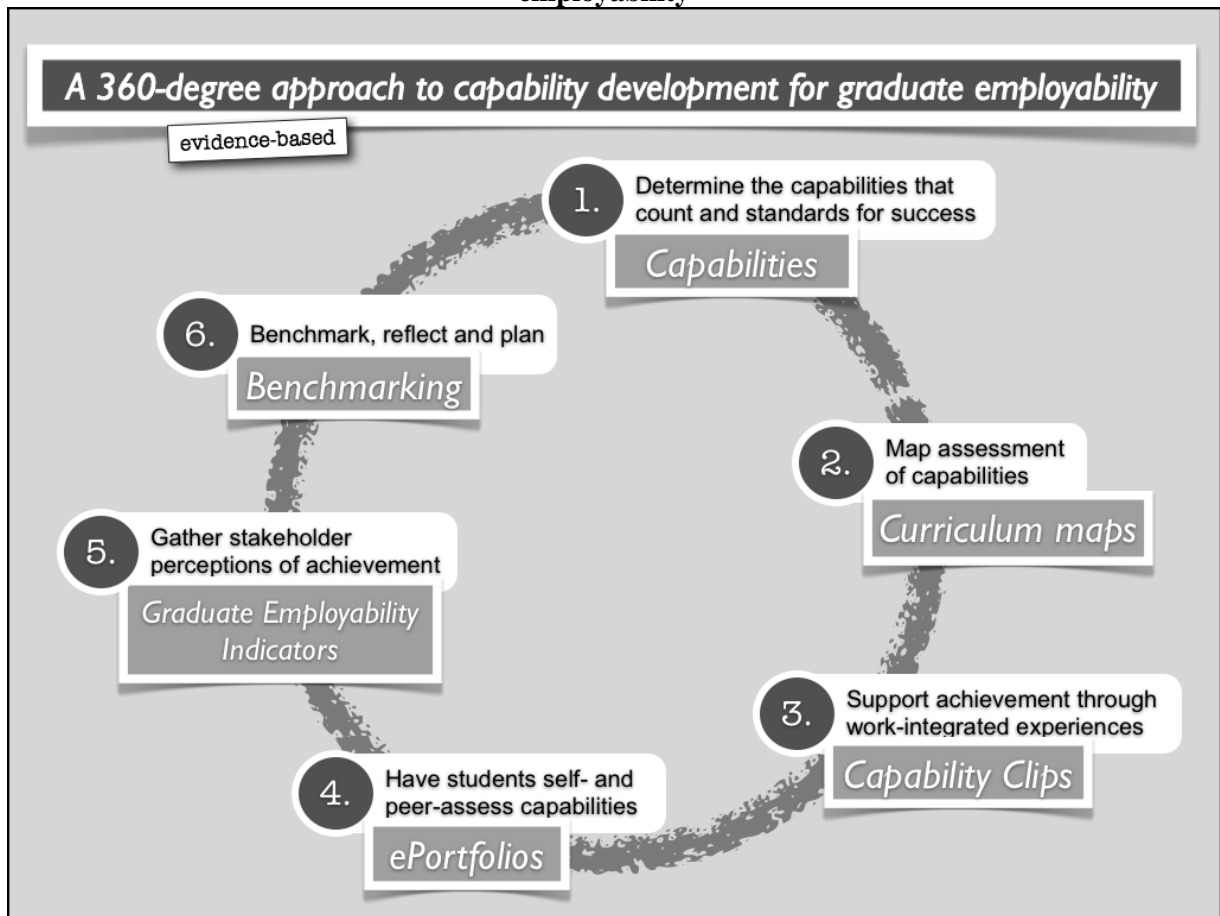 employability
A 360-degree approach to capability development for graduate employability
evidence-based
1.
Determine the capabilities that
count and standards for success
Capabilities
2.
Map assessment
of capabilities
Curriculum maps
3.
Support achievement through
work-integrated experiences
Capability Clips
4.
Have students self- and
peer-assess capabilities
ePortfolios
5.
Gather stakeholder
perceptions of achievement
Graduate Employability
Indicators
6.
Benchmark, reflect and plan
Benchmarking